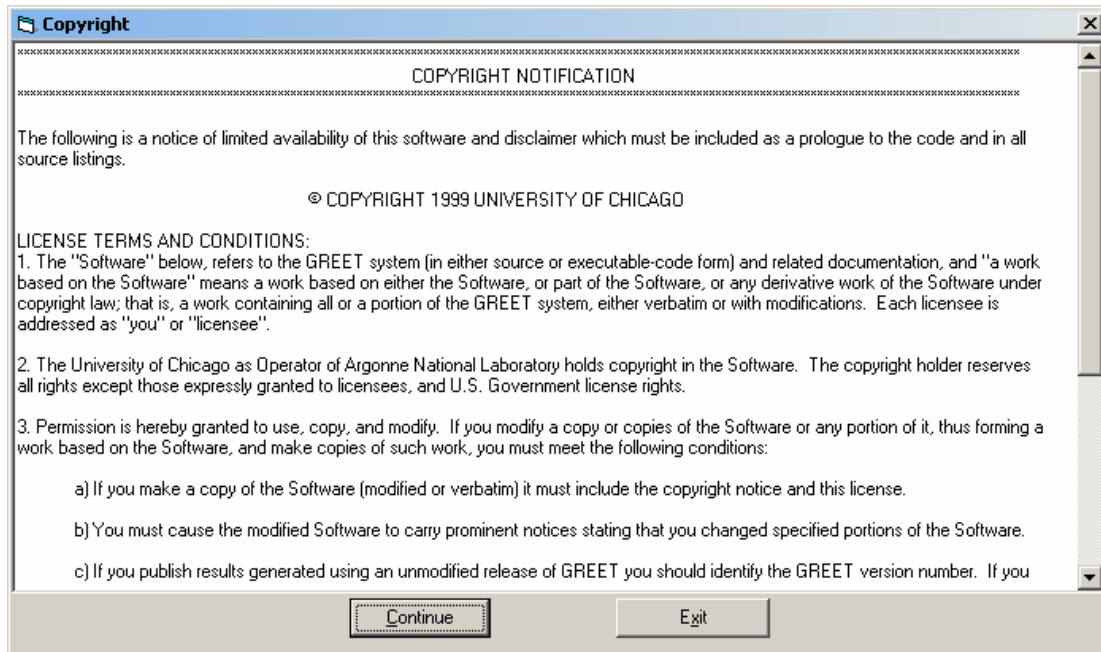 Copyright
××××××××××××××××××××××××××××××××××××××××××××××××××××××××××××××××××××××××××××××××××××××××××××××××××××××××××××××××××××××××××××××××××××××××××××××××××××××××××××
COPYRIGHT NOTIFICATION
××××××××××××××××××××××××××××××××××××××××××××××××××××××××××××××××××××××××××××××××××××××××××××××××××××××××××××××××××××××××××××××××××××××××××××××××××××××××××××
The following is a notice of limited availability of this software and disclaimer which must be included as a prologue to the code and in all
source listings.
© COPYRIGHT 1999 UNIVERSITY OF CHICAGO
LICENSE TERMS AND CONDITIONS:
1. The "Software" below, refers to the GREET system (in either source or executable-code form) and related documentation, and "a work
based on the Software" means a work based on either the Software, or part of the Software, or any derivative work of the Software under
copyright law; that is, a work containing all or a portion of the GREET system, either verbatim or with modifications.  Each licensee is
addressed as "you" or "licensee".
2. The University of Chicago as Operator of Argonne National Laboratory holds copyright in the Software.  The copyright holder reserves
all rights except those expressly granted to licensees, and U.S. Government license rights.
3. Permission is hereby granted to use, copy, and modify.  If you modify a copy or copies of the Software or any portion of it, thus forming a
work based on the Software, and make copies of such work, you must meet the following conditions:
a) If you make a copy of the Software (modified or verbatim) it must include the copyright notice and this license.
b) You must cause the modified Software to carry prominent notices stating that you changed specified portions of the Software.
c) If you publish results generated using an unmodified release of GREET you should identify the GREET version number.  If you
Continue
Exit